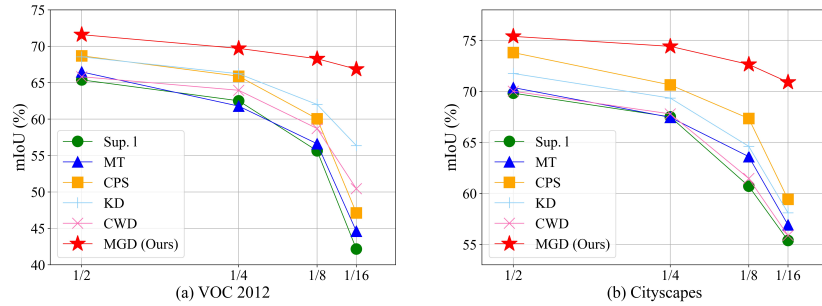 75
70
65
60
55
50
45
40
mIoU (%)
Sup. l
MT
CPS
KD
CWD
MGD (Ours)
1/2
1/4
1/8
1/16
(a) VOC 2012
75
70
65
60
55
mIoU (%)
Sup. l
MT
CPS
KD
CWD
MGD (Ours)
1/2
1/4
1/8
1/16
(b) Cityscapes